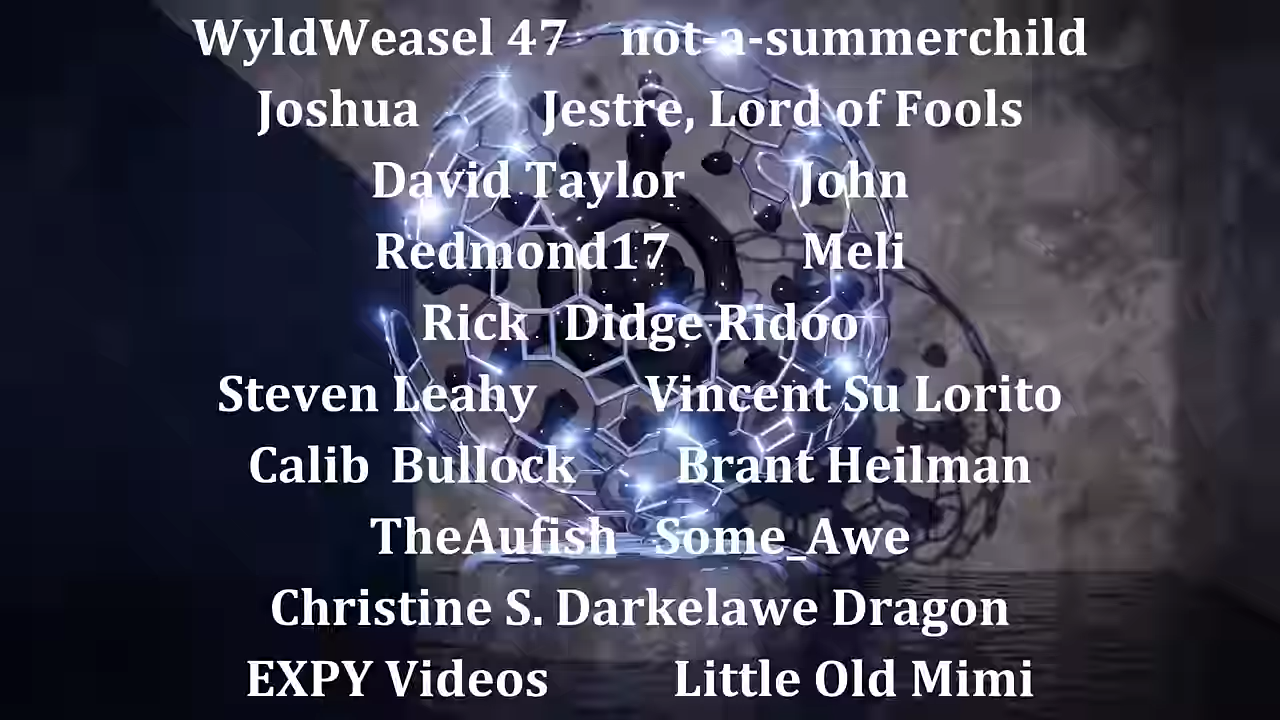 WyldWeasel 47 not-a-summerchild
Joshua Jestre, Lord of Fools
David Taylor John
Redmond17 Meli
Rick Didge Ridoo
Steven Leahy Vincent Su Lorito
Calib Bullock Brant Heilman
TheAufish Some_Awe
Christine S. Darkelawe Dragon
EXPY Videos Little Old Mimi